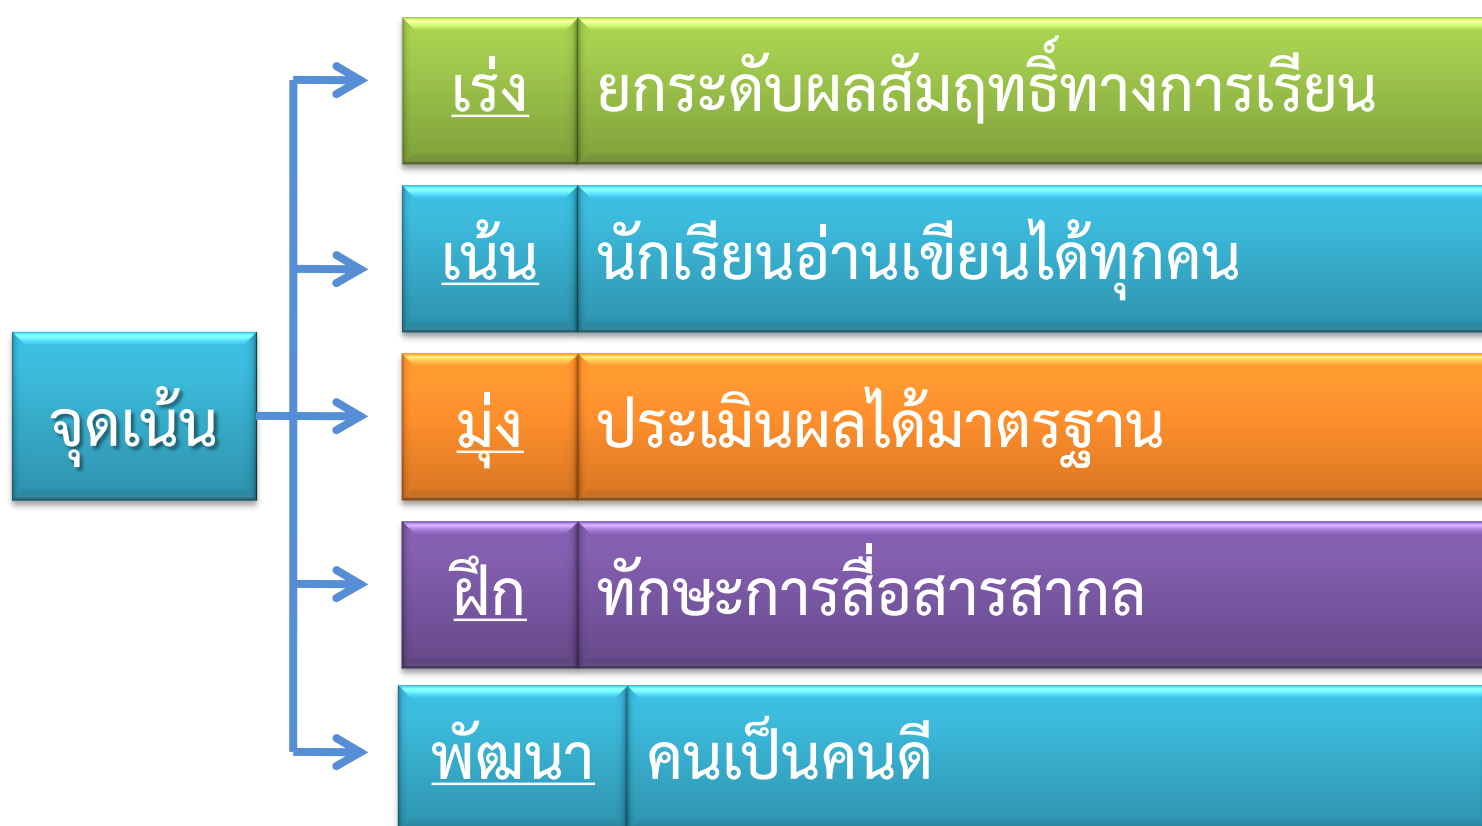 เร่ง ยกระดับผลสัมฤทธิ์ทางการเรียน
เน้น นักเรียนอ่านเขียนได้ทุกคน
จุดเน้น
มุ่ง ประเมินผลได้มาตรฐาน
ฝึก ทักษะการสื่อสารสากล
พัฒนา คนเป็นคนดี